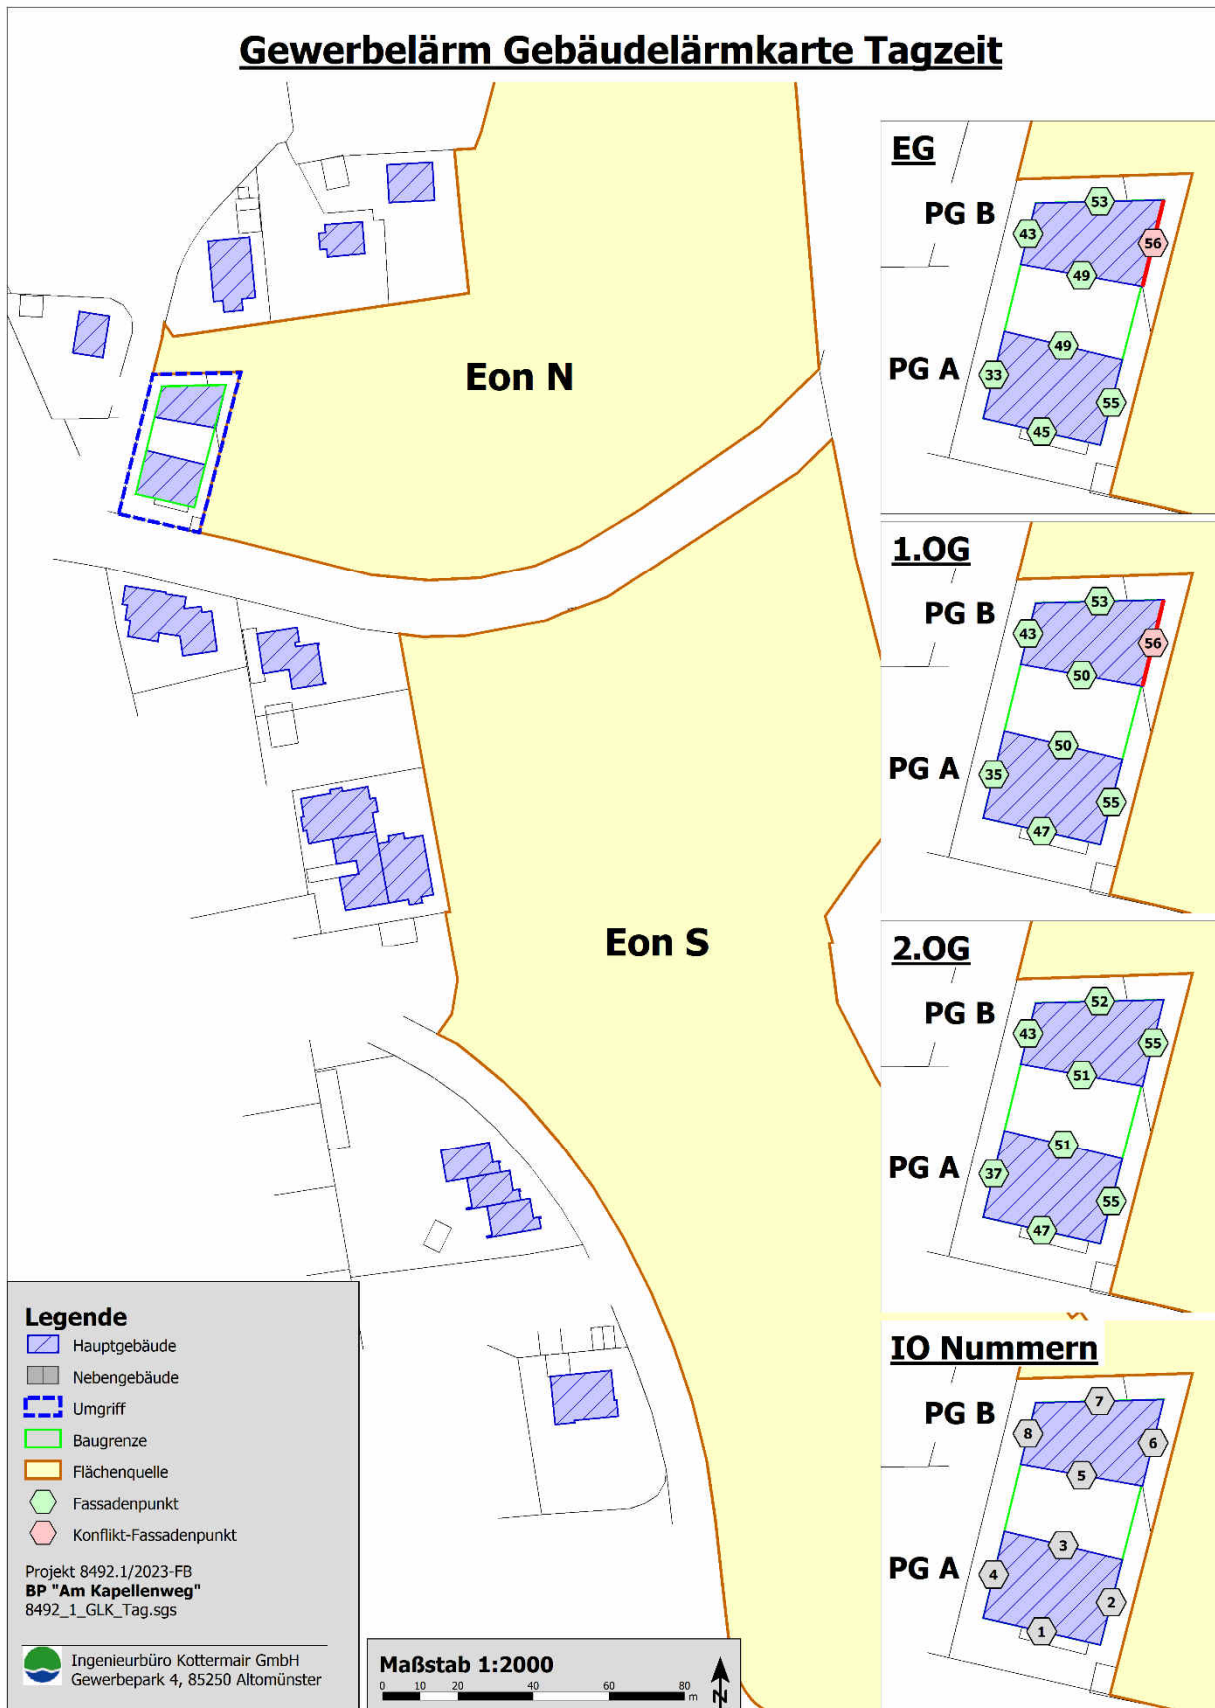 Gewerbelärm Gebäudelärmkarte Tagzeit
Eon N
Eon S
EG
PG B
53
43
56
49
PG A
49
33
55
45
1.OG
PG B
53
43
56
50
PG A
50
35
55
47
2.OG
PG B
52
43
55
51
PG A
51
37
55
47
IO Nummern
PG B
7
8
6
5
PG A
3
4
2
1
Legende
Hauptgebäude
Nebengebäude
Umgriff
Baugrenze
Flächenquelle
Fassadenpunkt
Konflikt-Fassadenpunkt
Projekt 8492.1/2023-FB
BP "Am Kapellenweg"
8492_1_GLK_Tag.sgs
Ingenieurbüro Kottermair GmbH
Gewerbepark 4, 85250 Altomünster
Maßstab 1:2000
0 10 20 40 60 80
m
N